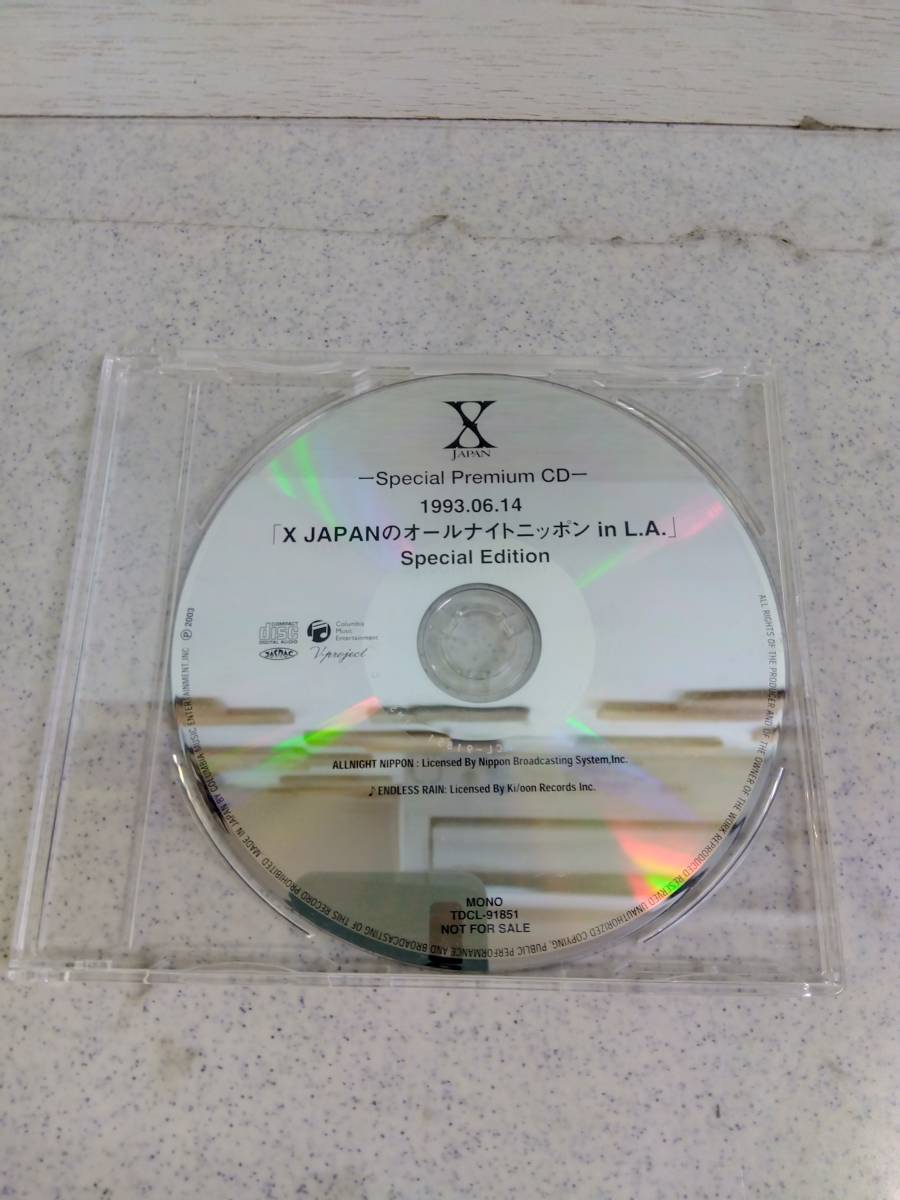 X
JAPAN
—Special Premium CD—
1993.06.14
「X JAPANのオールナイトニッポン in L.A.」
Special Edition
COMPACT
disc
DIGITAL AUDIO
Columbia
Music
Entertainment
JASRAC
V-project
ALLNIGHT NIPPON : Licensed By Nippon Broadcasting System,Inc.
♪ ENDLESS RAIN: Licensed By Ki/oon Records Inc.
MONO
TDCL-91851
NOT FOR SALE
ALL RIGHTS OF THE PRODUCER AND OF THE OWNER OF THE WORK REPRODUCED RESERVED UNAUTHORIZED COPYING, PUBLIC PERFORMANCE AND BROADCASTING OF THIS RECORD PROHIBITED MADE IN JAPAN BY COLUMBIA MUSIC ENTERTAINMENT,INC Ⓟ 2003